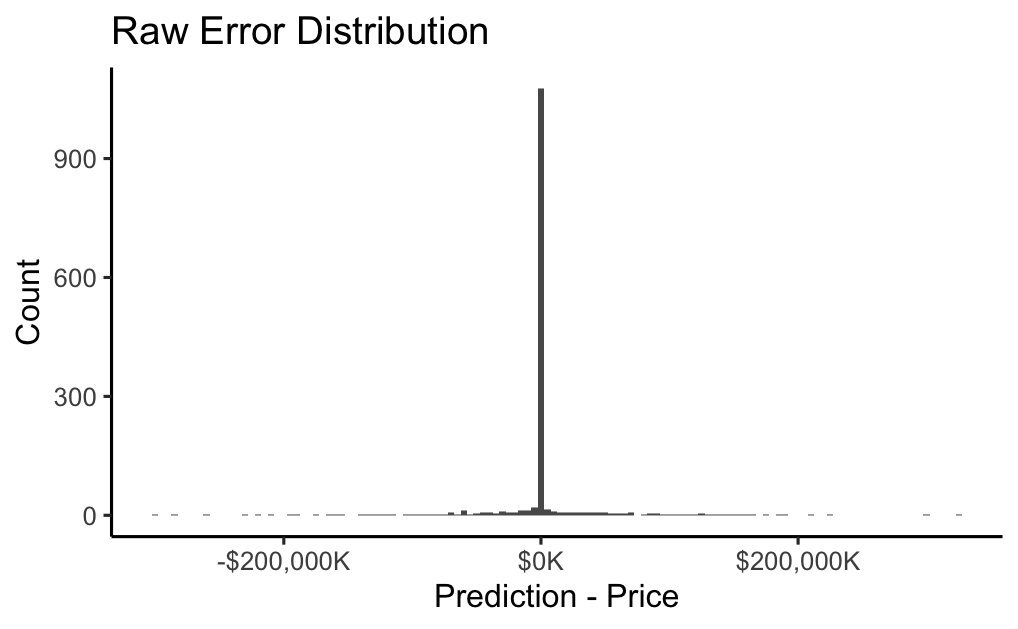 Raw Error Distribution
Count
900
600
300
0
-$200,000K
$0K
$200,000K
Prediction - Price